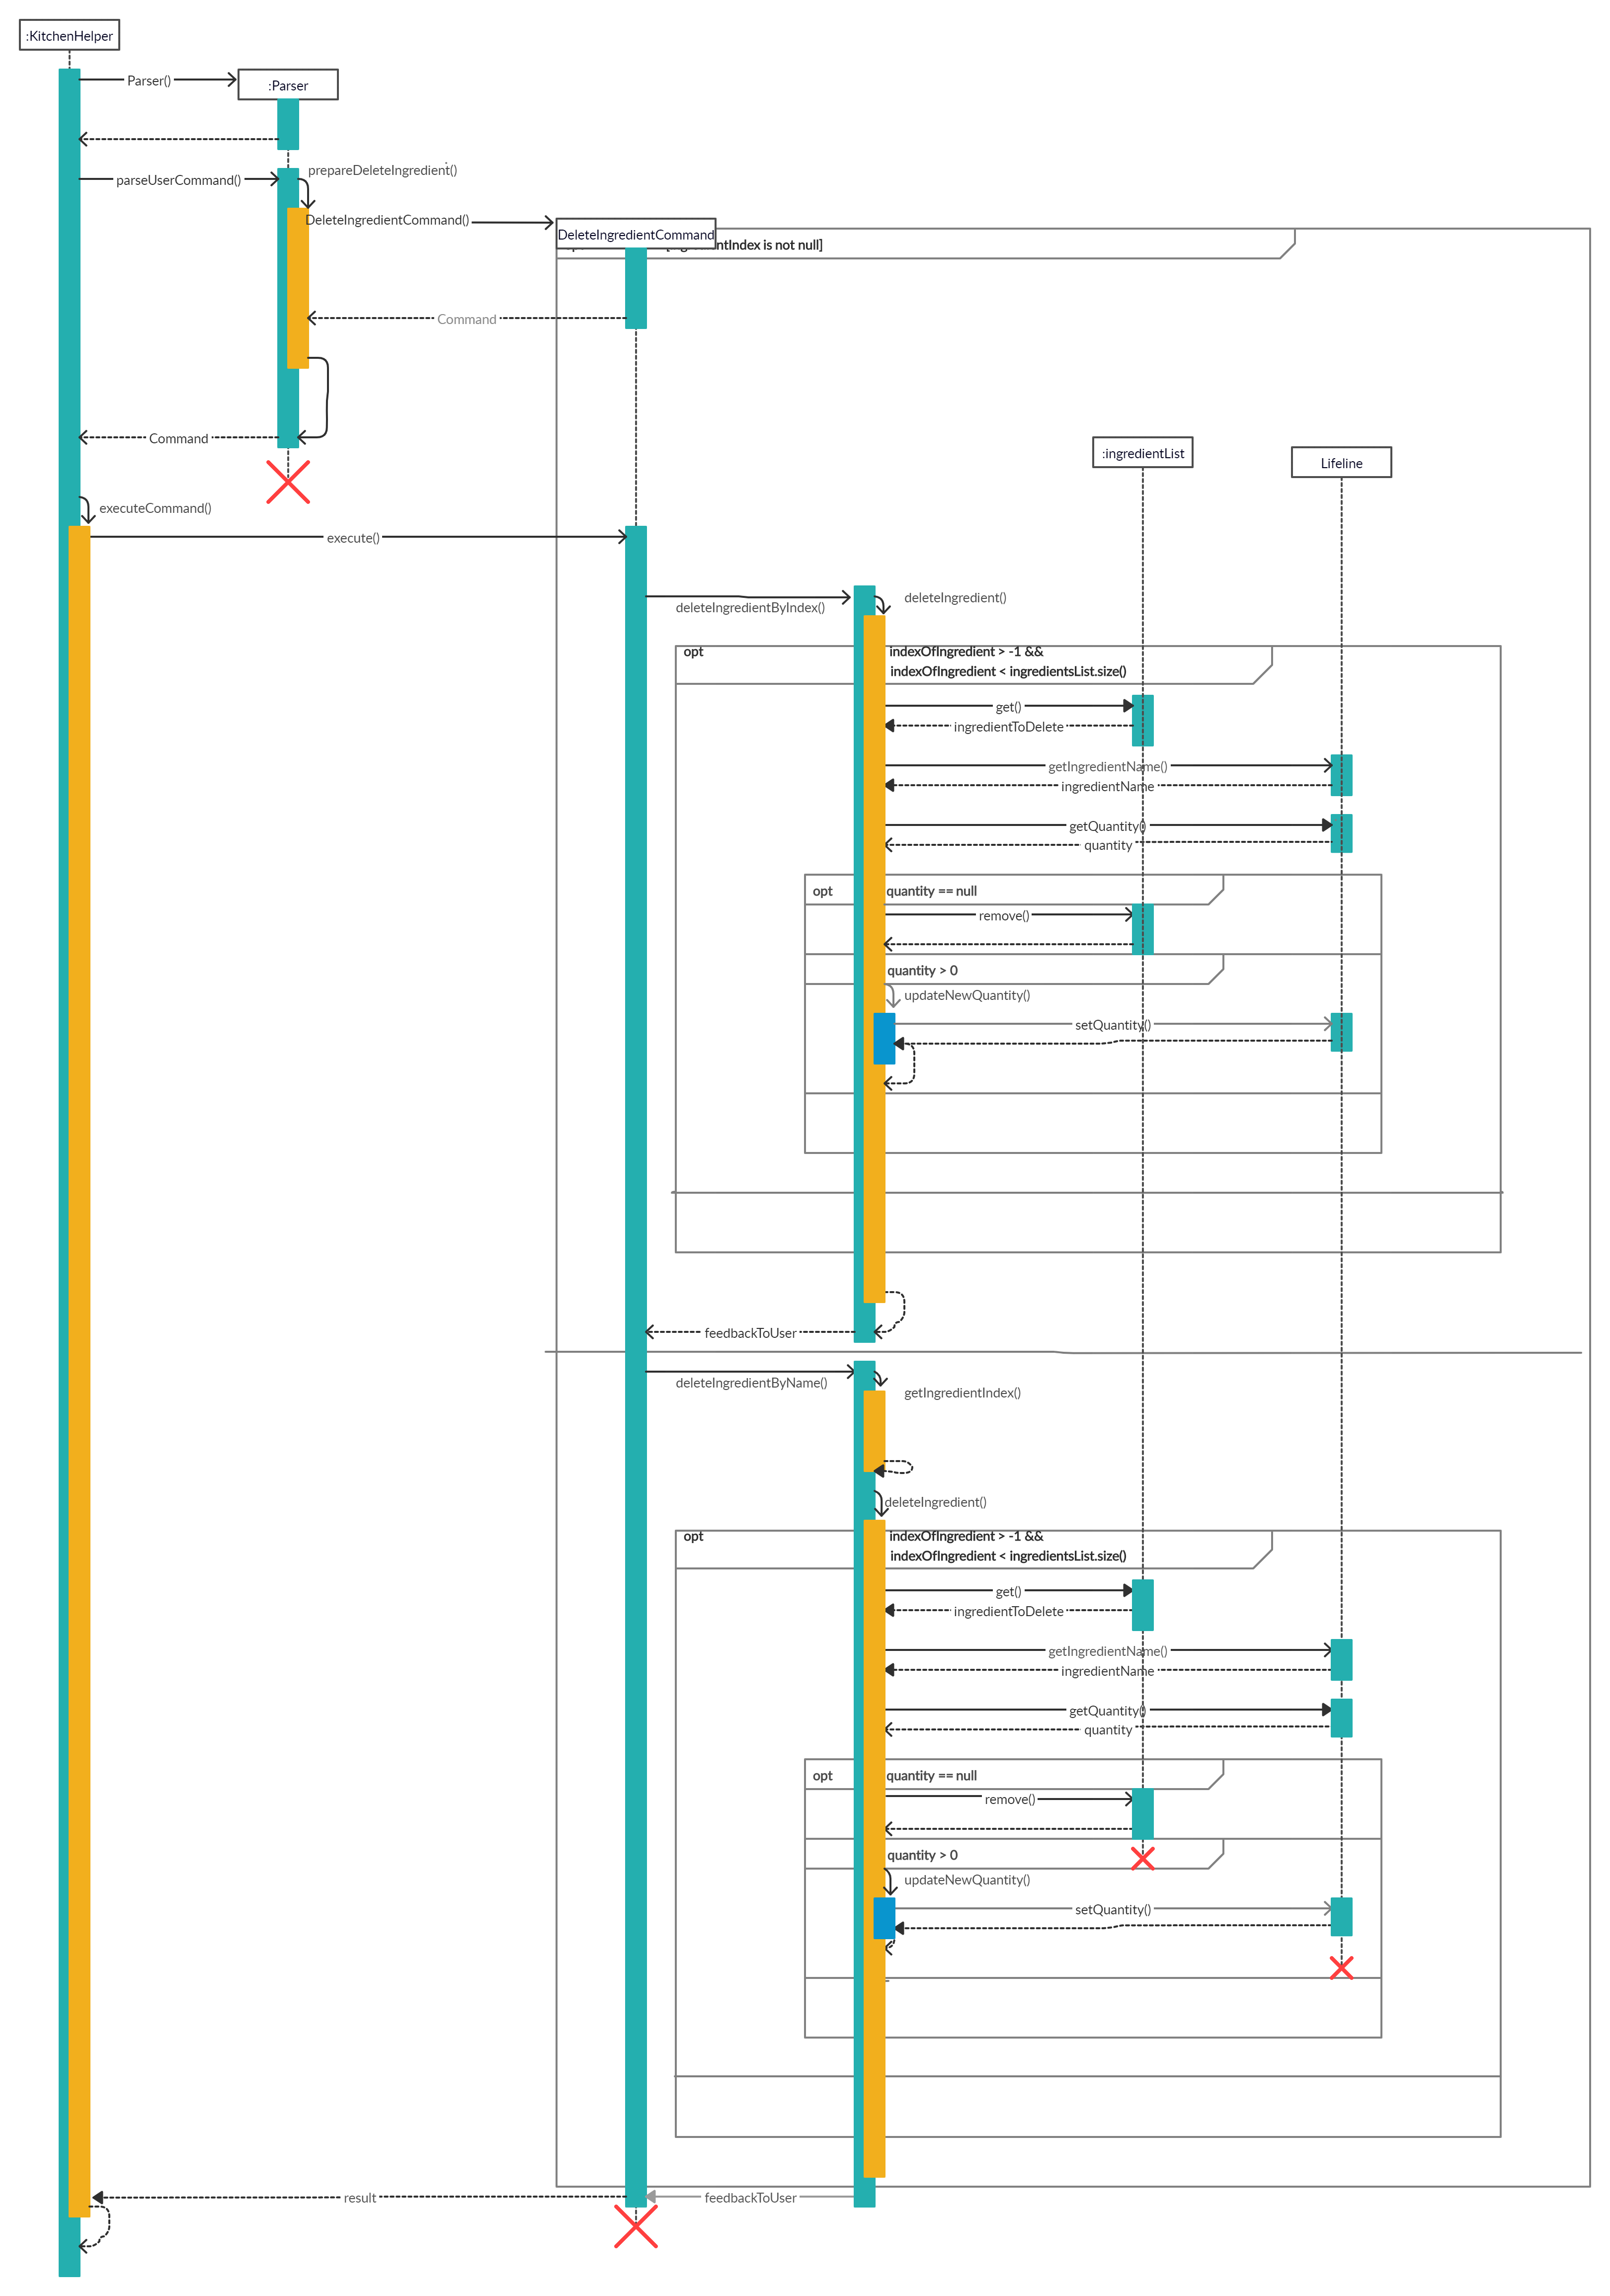 :KitchenHelper
Parser()
:Parser
prepareDeleteIngredient()
parseUserCommand()
DeleteIngredientCommand()
DeleteIngredientCommand
ntIndex is not null]
Command
Command
:ingredientList
Lifeline
executeCommand()
execute()
deleteIngredientByIndex()
deleteIngredient()
opt
indexOfIngredient > -1 &&
indexOfIngredient < ingredientsList.size()
get()
ingredientToDelete
getIngredientName()
ingredientName
getQuantity()
quantity
opt
quantity == null
remove()
quantity > 0
updateNewQuantity()
setQuantity()
feedbackToUser
deleteIngredientByName()
getIngredientIndex()
deleteIngredient()
opt
indexOfIngredient > -1 &&
indexOfIngredient < ingredientsList.size()
get()
ingredientToDelete
getIngredientName()
ingredientName
getQuantity()
quantity
opt
quantity == null
remove()
quantity > 0
updateNewQuantity()
setQuantity()
result
feedbackToUser